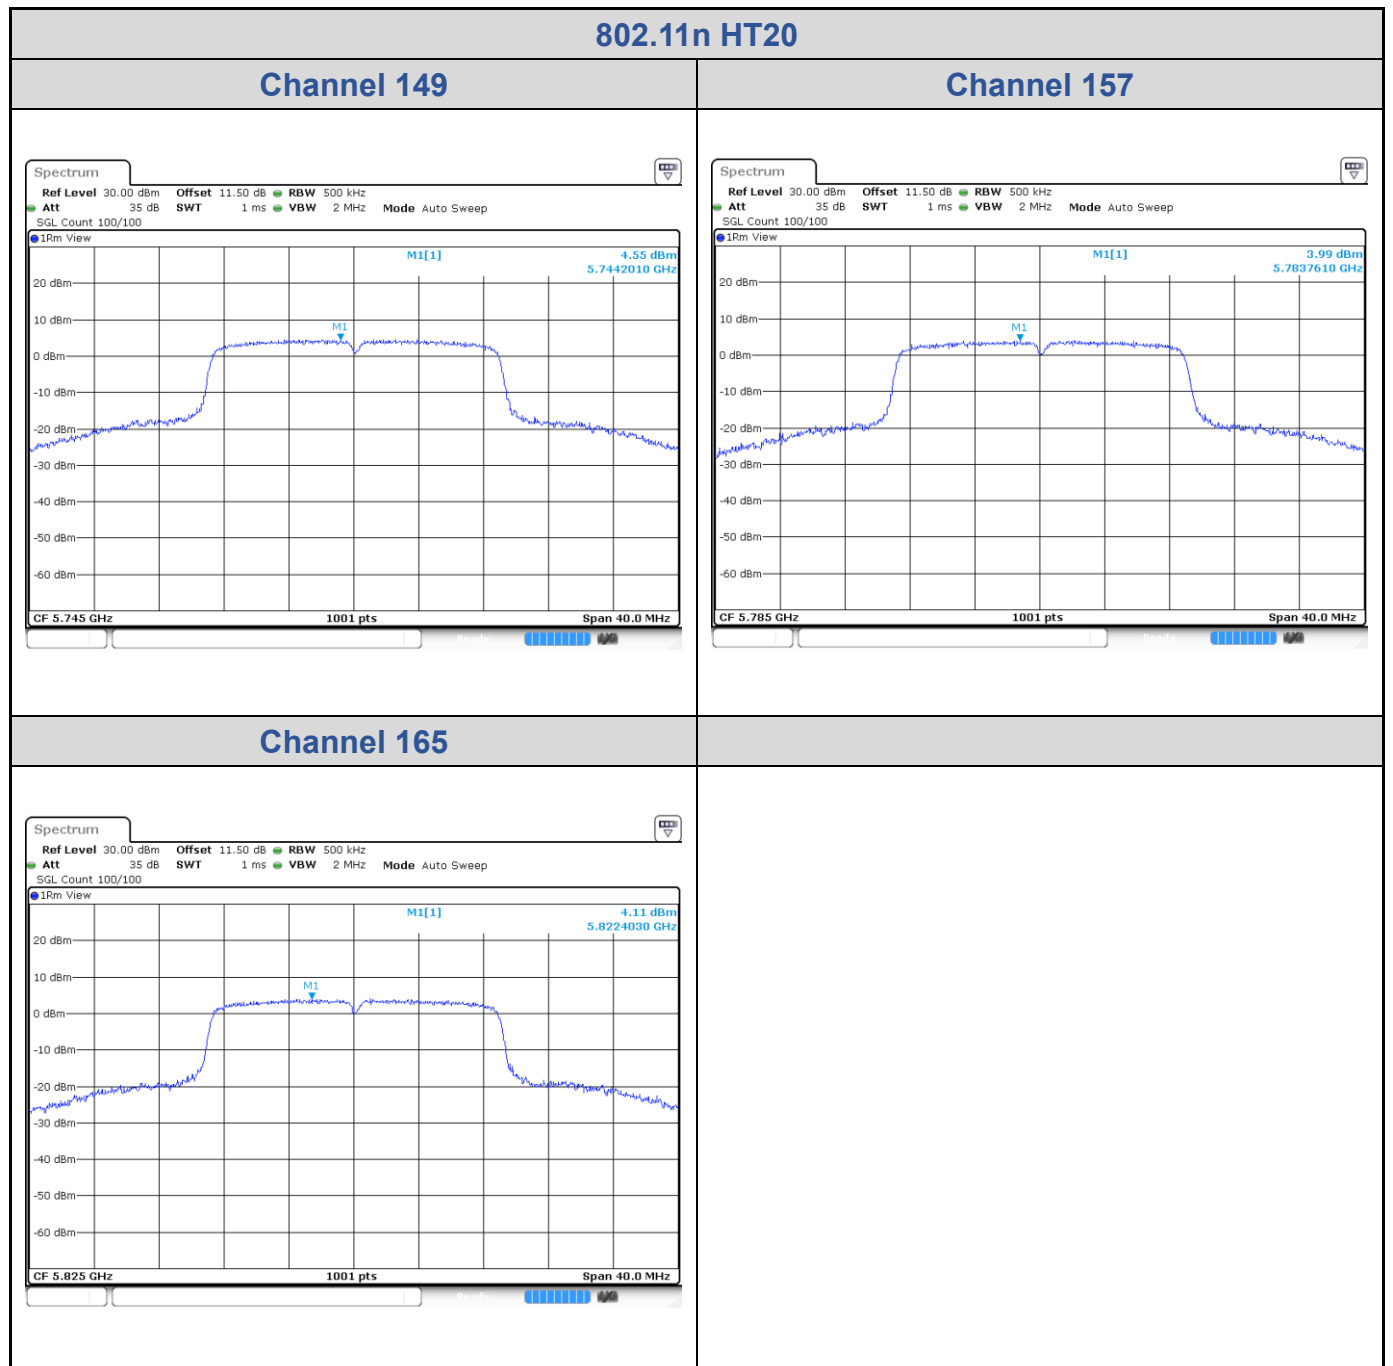 802.11n HT20
Channel 149
Spectrum
Ref Level 30.00 dBm Offset 11.50 dB RBW 500 kHz
Att 35 dB SWT 1 ms VBW 2 MHz Mode Auto Sweep
SGL Count 100/100
1Rm View
M1[1] 4.55 dBm
5.7442010 GHz
20 dBm
10 dBm
M1
0 dBm
-10 dBm
-20 dBm
-30 dBm
-40 dBm
-50 dBm
-60 dBm
CF 5.745 GHz 1001 pts Span 40.0 MHz
Channel 157
Spectrum
Ref Level 30.00 dBm Offset 11.50 dB RBW 500 kHz
Att 35 dB SWT 1 ms VBW 2 MHz Mode Auto Sweep
SGL Count 100/100
1Rm View
M1[1] 3.99 dBm
5.7837610 GHz
20 dBm
10 dBm
M1
0 dBm
-10 dBm
-20 dBm
-30 dBm
-40 dBm
-50 dBm
-60 dBm
CF 5.785 GHz 1001 pts Span 40.0 MHz
Channel 165
Spectrum
Ref Level 30.00 dBm Offset 11.50 dB RBW 500 kHz
Att 35 dB SWT 1 ms VBW 2 MHz Mode Auto Sweep
SGL Count 100/100
1Rm View
M1[1] 4.11 dBm
5.8224030 GHz
20 dBm
10 dBm
M1
0 dBm
-10 dBm
-20 dBm
-30 dBm
-40 dBm
-50 dBm
-60 dBm
CF 5.825 GHz 1001 pts Span 40.0 MHz